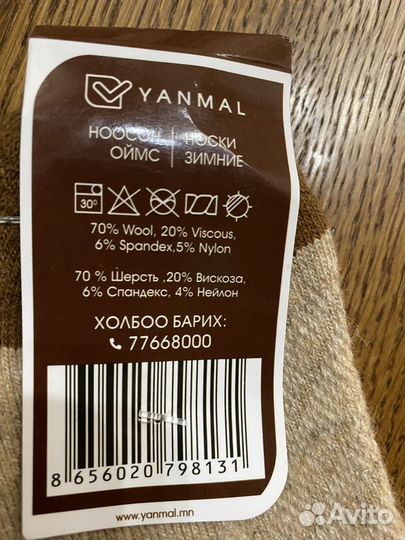 YANMAL
НООСОН | НОСКИ
ОЙМС | ЗИМНИЕ
30°
70% Wool, 20% Viscous,
6% Spandex,5% Nylon
70 % Шерсть ,20% Вискоза,
6% Спандекс, 4% Нейлон
ХОЛБОО БАРИХ:
77668000
8 656020 798131
www.yanmal.mn
Avito